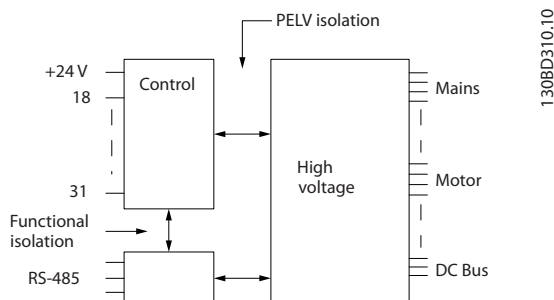 PELV isolation
130BD310.10
+24 V
Control
18
Mains
High
voltage
31
Motor
Functional
isolation
RS-485
DC Bus